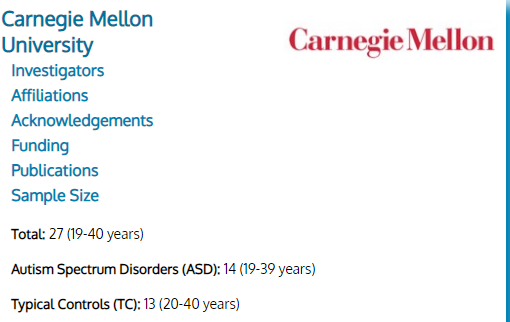 Carnegie Mellon
University
Carnegie Mellon
Investigators
Affiliations
Acknowledgements
Funding
Publications
Sample Size
Total: 27 (19-40 years)
Autism Spectrum Disorders (ASD): 14 (19-39 years)
Typical Controls (TC): 13 (20-40 years)